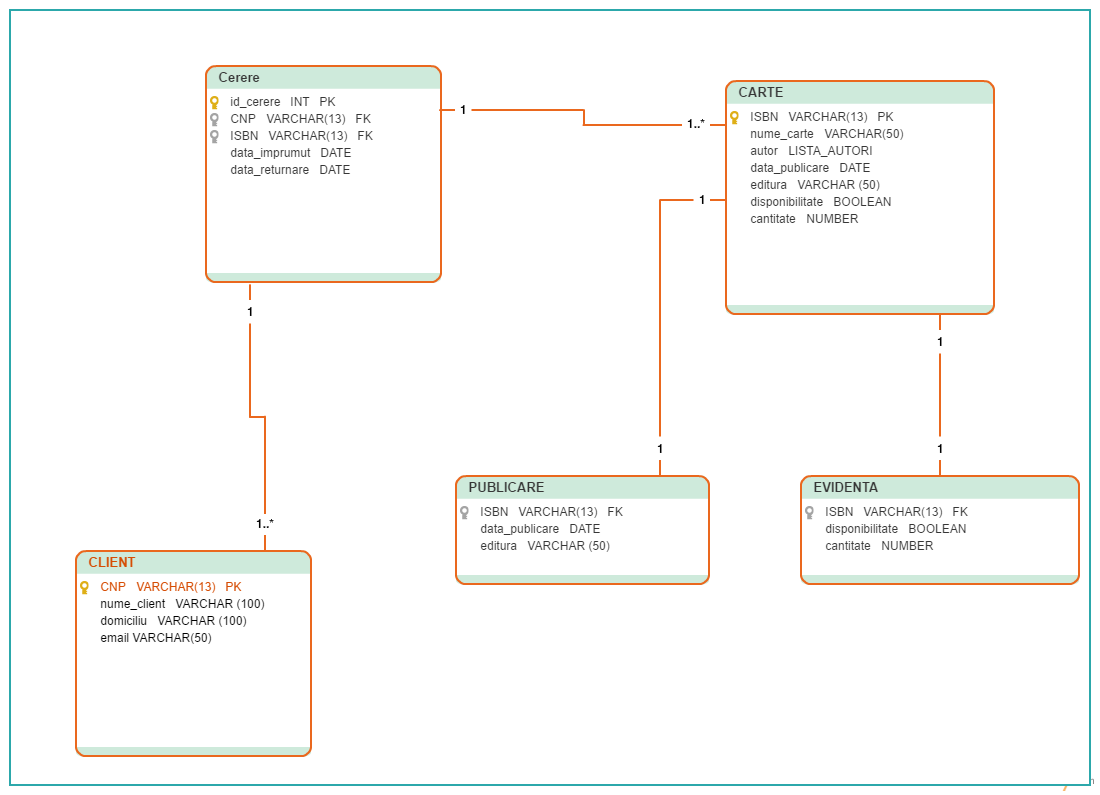 Cerere
id_cerere INT PK
CNP VARCHAR(13) FK
ISBN VARCHAR(13) FK
data_imprumut DATE
data_returnare DATE
1
1..*
CARTE
ISBN VARCHAR(13) PK
nume_carte VARCHAR(50)
autor LISTA_AUTORI
data_publicare DATE
editura VARCHAR (50)
disponibilitate BOOLEAN
cantitate NUMBER
1
1
1
1
1
1..*
PUBLICARE
ISBN VARCHAR(13) FK
data_publicare DATE
editura VARCHAR (50)
EVIDENTA
ISBN VARCHAR(13) FK
disponibilitate BOOLEAN
cantitate NUMBER
CLIENT
CNP VARCHAR(13) PK
nume_client VARCHAR (100)
domiciliu VARCHAR (100)
email VARCHAR(50)